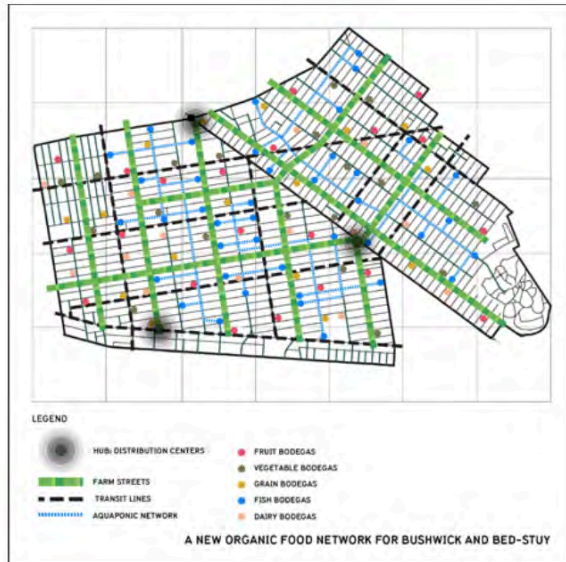 LEGEND
HUB: DISTRIBUTION CENTERS
FARM STREETS
TRANSIT LINES
AQUAPONIC NETWORK
FRUIT BODEGAS
VEGETABLE BODEGAS
GRAIN BODEGAS
FISH BODEGAS
DAIRY BODEGAS
A NEW ORGANIC FOOD NETWORK FOR BUSHWICK AND BED-STUY